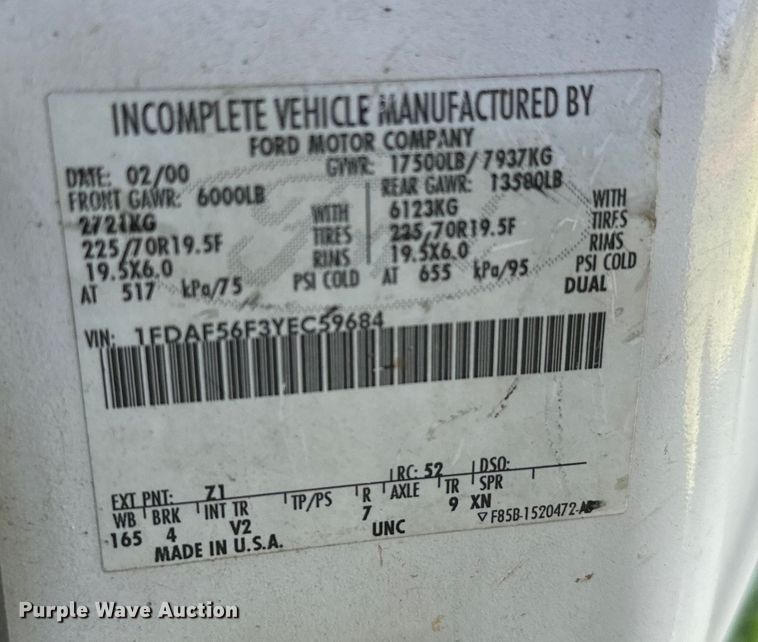 INCOMPLETE VEHICLE MANUFACTURED BY
FORD MOTOR COMPANY
DATE: 02/00 GVWR: 17500LB/7937KG
FRONT GAWR: 6000LB REAR GAWR: 13500LB
2721KG WITH 6123KG WITH
225/70R19.5F TIRES 225/70R19.5F TIRES
19.5X6.0 RIMS 19.5X6.0 RIMS
AT 517 kPa/75 PSI COLD AT 655 kPa/95 PSI COLD
DUAL
VIN: 1FDAF56F3YEC59684
EXT PNT: Z1 RC: 52 DSO:
WB BRK INT TR TP/PS R AXLE TR SPR
165 4 V2 7 9 XN
MADE IN U.S.A. UNC ▽F85B-1520472-
Purple Wave Auction